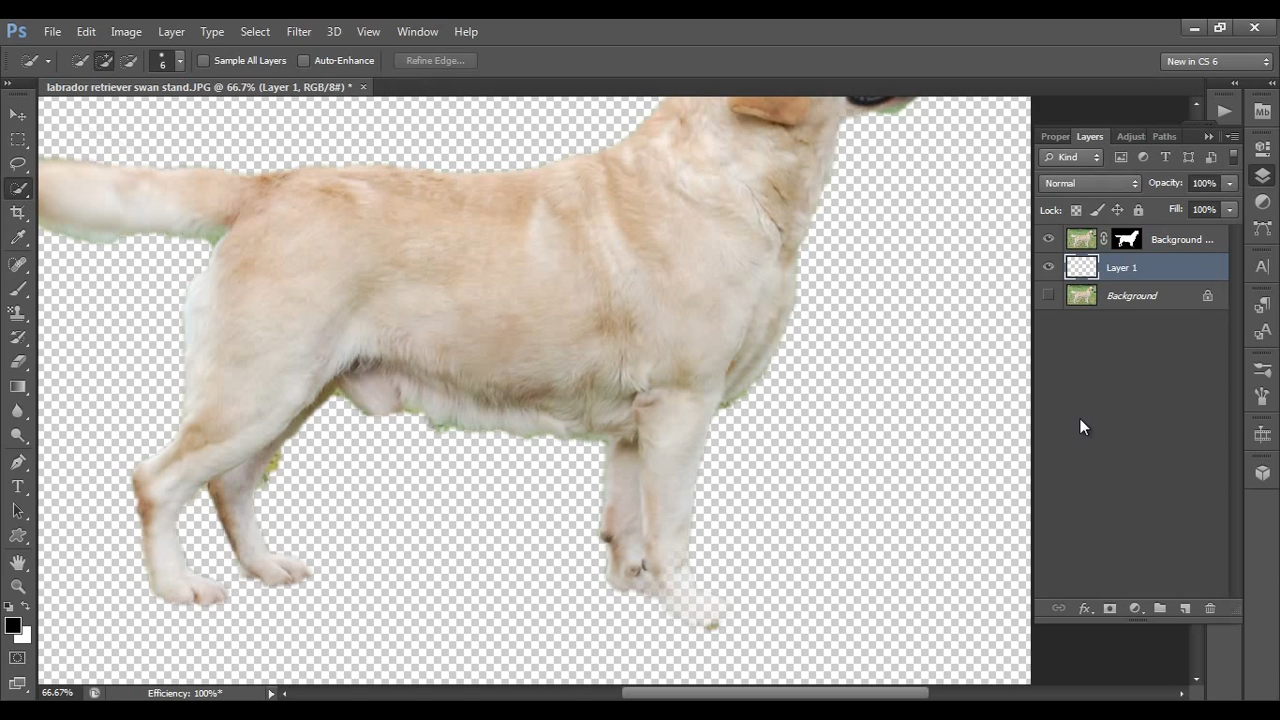 Ps File Edit Image Layer Type Select Filter 3D View Window Help
6 Sample All Layers Auto-Enhance Refine Edge... New in CS 6
labrador retriever swan stand.JPG @ 66.7% (Layer 1, RGB/8#) * ×
Mb
Proper Layers Adjust Paths
Kind
Normal Opacity: 100%
Lock: Fill: 100%
Background ...
Layer 1
Background
66.67% Efficiency: 100%*